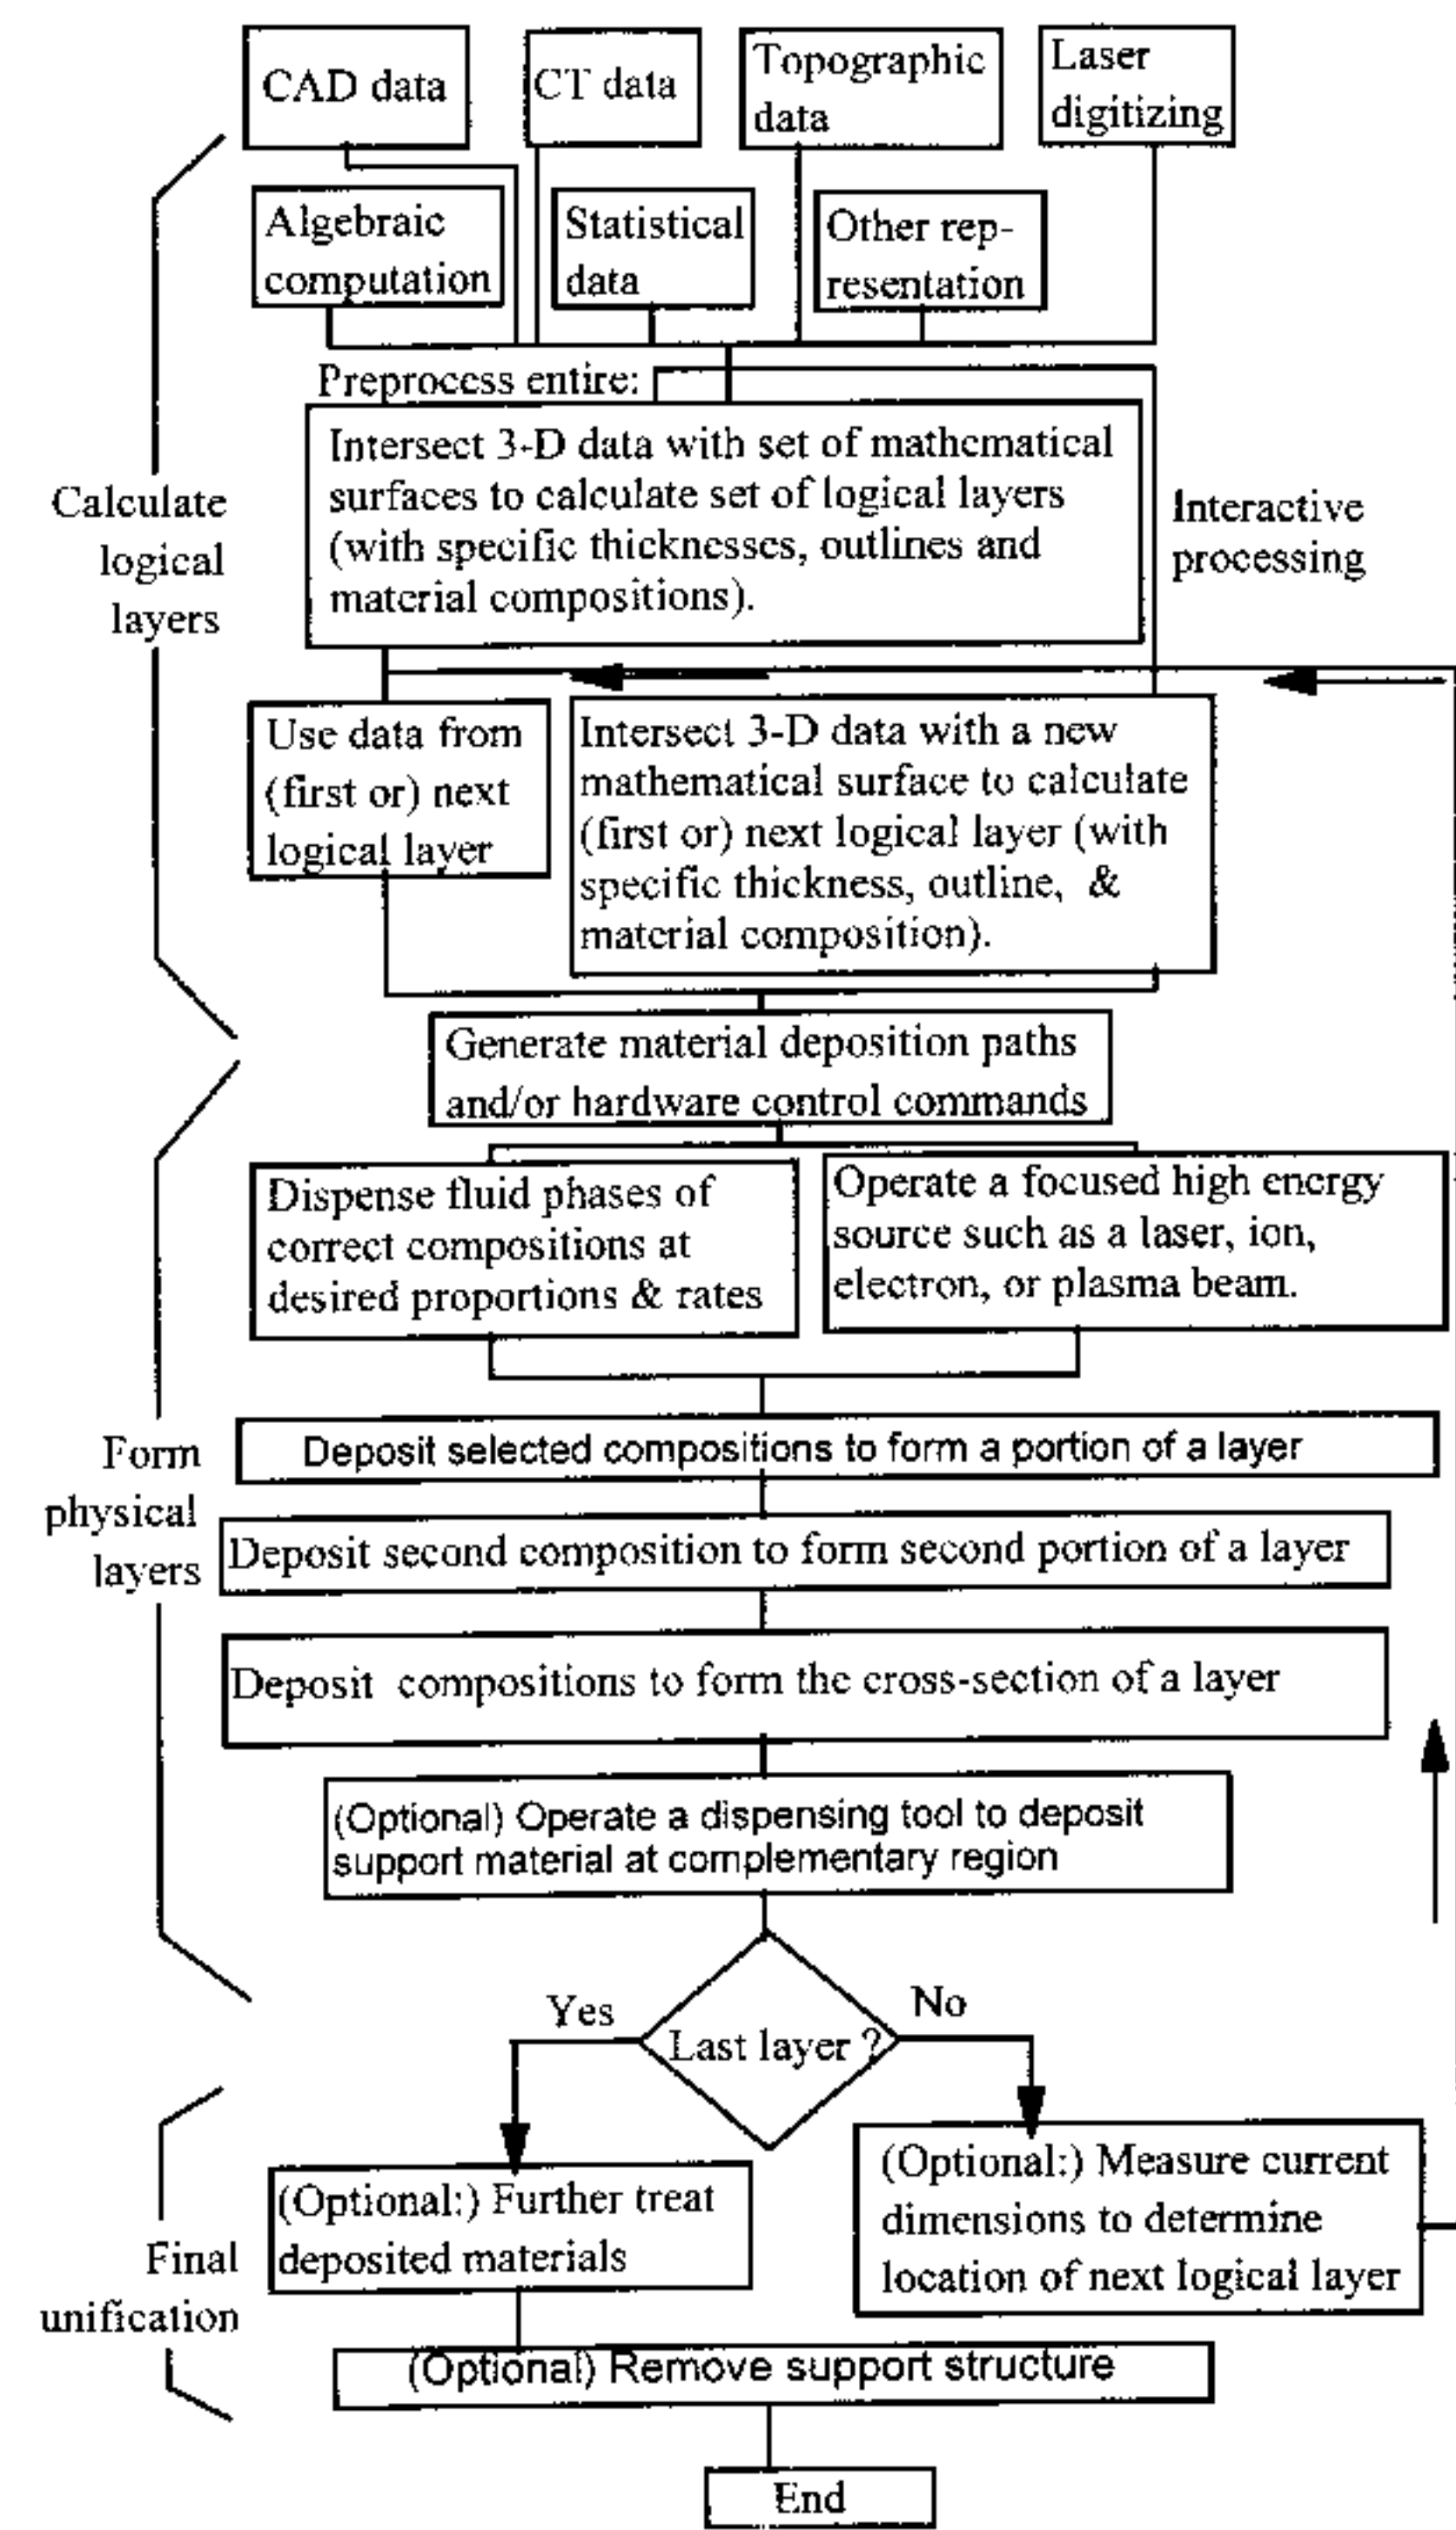 CAD data
CT data
Topographic
data
Laser
digitizing
Algebraic
computation
Statistical
data
Other rep-
resentation
Preprocess entire:
Intersect 3-D data with set of mathematical
surfaces to calculate set of logical layers
(with specific thicknesses, outlines and
material compositions).
Calculate
logical
layers
Interactive
processing
Use data from
(first or) next
logical layer
Intersect 3-D data with a new
mathematical surface to calculate
(first or) next logical layer (with
specific thickness, outline, &
material composition).
Generate material deposition paths
and/or hardware control commands
Dispense fluid phases of
correct compositions at
desired proportions & rates
Operate a focused high energy
source such as a laser, ion,
electron, or plasma beam.
Form
physical
layers
Deposit selected compositions to form a portion of a layer
Deposit second composition to form second portion of a layer
Deposit compositions to form the cross-section of a layer
(Optional) Operate a dispensing tool to deposit
support material at complementary region
Yes
Last layer ?
No
Final
unification
(Optional:) Further treat
deposited materials
(Optional:) Measure current
dimensions to determine
location of next logical layer
(Optional) Remove support structure
End